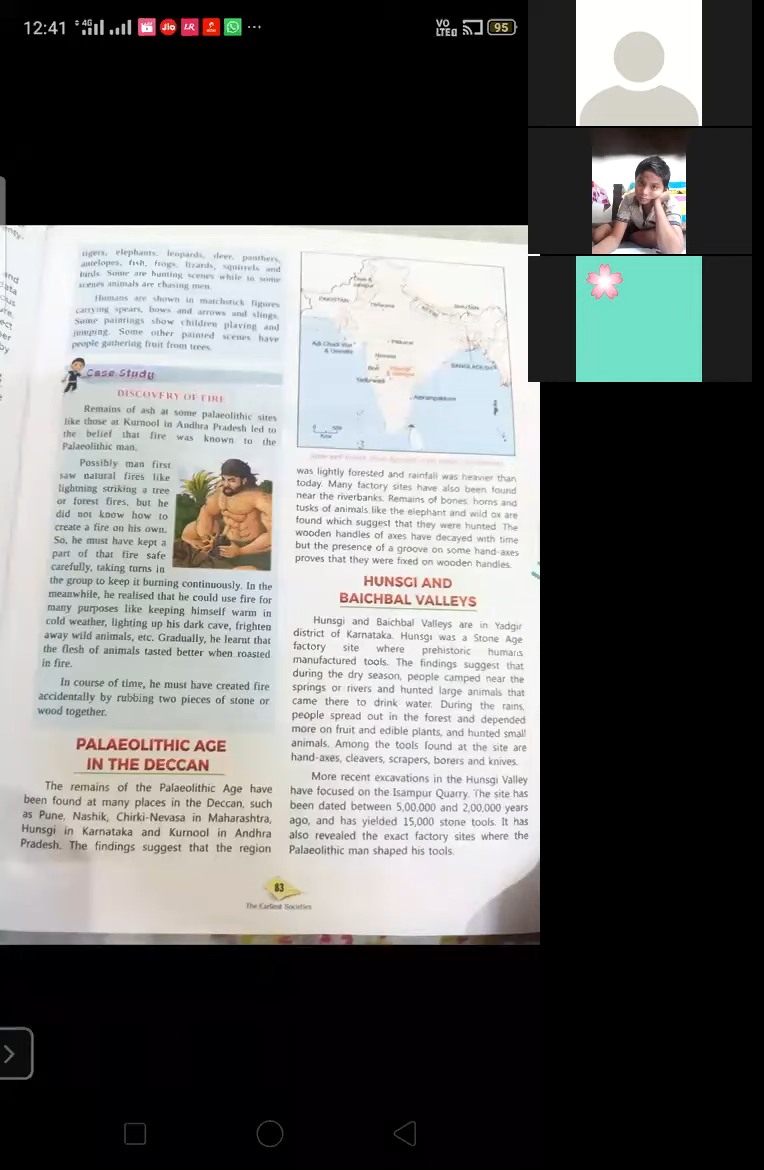 12:41
4G
Jio
LR
VO
LTE
95
tigers, elephants, leopards, deer, panthers,
antelopes, fish, frogs, lizards, squirrels and
birds. Some are hunting scenes while in some
scenes animals are chasing men.
Humans are shown in matchstick figures
carrying spears, bows and arrows and slings.
Some paintings show children playing and
jumping. Some other painted scenes have
people gathering fruit from trees.
Case Study
DISCOVERY OF FIRE
Remains of ash at some palaeolithic sites
like those at Kurnool in Andhra Pradesh led to
the belief that fire was known to the
Palaeolithic man.
Possibly man first
saw natural fires like
lightning striking a tree
or forest fires, but he
did not know how to
create a fire on his own.
So, he must have kept a
part of that fire safe
carefully, taking turns in
the group to keep it burning continuously. In the
meanwhile, he realised that he could use fire for
many purposes like keeping himself warm in
cold weather, lighting up his dark cave, frighten
away wild animals, etc. Gradually, he learnt that
the flesh of animals tasted better when roasted
in fire.
In course of time, he must have created fire
accidentally by rubbing two pieces of stone or
wood together.
PALAEOLITHIC AGE
IN THE DECCAN
The remains of the Palaeolithic Age have
been found at many places in the Deccan, such
as Pune, Nashik, Chirki-Nevasa in Maharashtra,
Hunsgi in Karnataka and Kurnool in Andhra
Pradesh. The findings suggest that the region
PAKISTAN
BHUTAN
BANGLADESH
Attirampakkam
was lightly forested and rainfall was heavier than
today. Many factory sites have also been found
near the riverbanks. Remains of bones, horns and
tusks of animals like the elephant and wild ox are
found which suggest that they were hunted. The
wooden handles of axes have decayed with time
but the presence of a groove on some hand-axes
proves that they were fixed on wooden handles.
HUNSGI AND
BAICHBAL VALLEYS
Hunsgi and Baichbal Valleys are in Yadgir
district of Karnataka. Hunsgi was a Stone Age
factory site where prehistoric humans
manufactured tools. The findings suggest that
during the dry season, people camped near the
springs or rivers and hunted large animals that
came there to drink water. During the rains,
people spread out in the forest and depended
more on fruit and edible plants, and hunted small
animals. Among the tools found at the site are
hand-axes, cleavers, scrapers, borers and knives.
More recent excavations in the Hunsgi Valley
have focused on the Isampur Quarry. The site has
been dated between 5,00,000 and 2,00,000 years
ago, and has yielded 15,000 stone tools. It has
also revealed the exact factory sites where the
Palaeolithic man shaped his tools.
83
The Earliest Societies